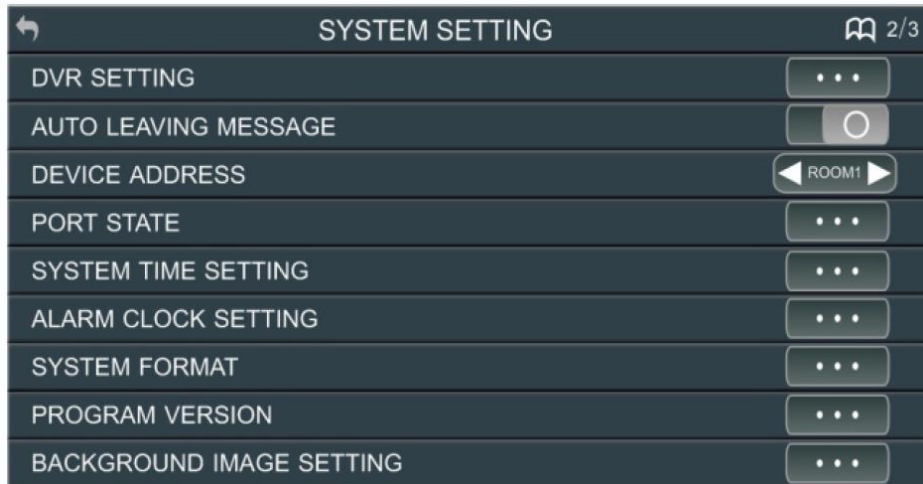 SYSTEM SETTING 2/3
DVR SETTING
AUTO LEAVING MESSAGE
DEVICE ADDRESS ROOM1
PORT STATE
SYSTEM TIME SETTING
ALARM CLOCK SETTING
SYSTEM FORMAT
PROGRAM VERSION
BACKGROUND IMAGE SETTING